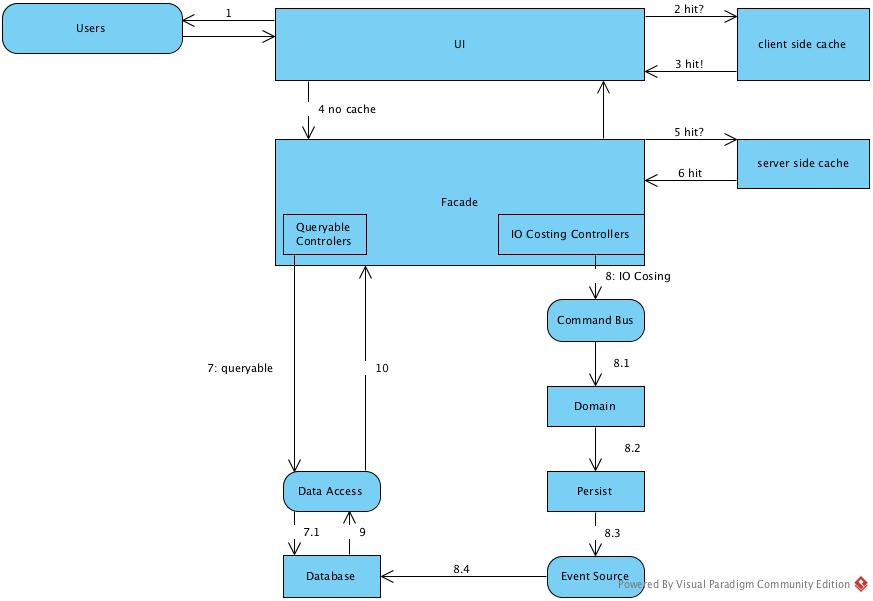 Users
1
UI
2 hit?
client side cache
3 hit!
4 no cache
5 hit?
server side cache
6 hit
Facade
Queryable
Controlers
IO Costing Controllers
8: IO Cosing
Command Bus
7: queryable
10
8.1
Domain
8.2
Data Access
Persist
7.1
9
8.3
Database
8.4
Event Source
Powered By Visual Paradigm Community Edition